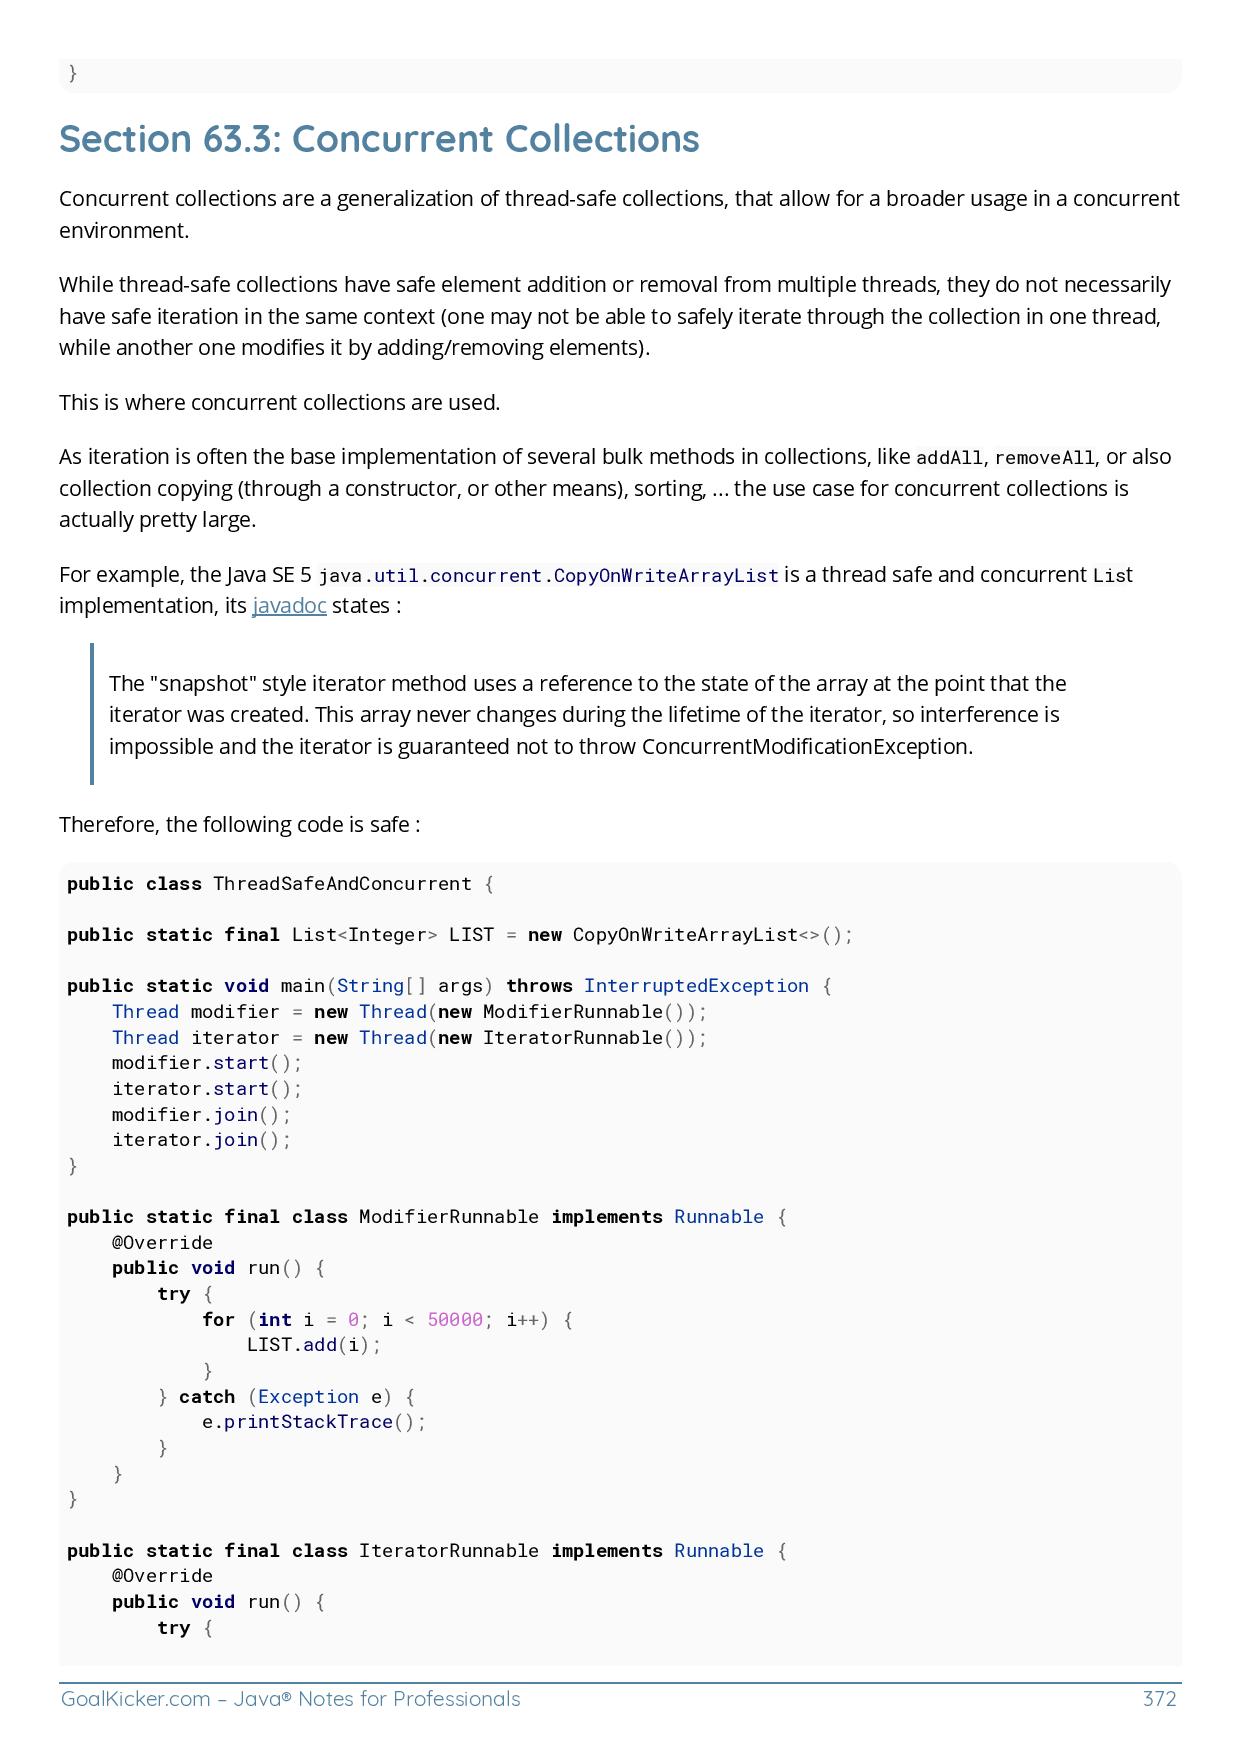 }
Section 63.3: Concurrent Collections
Concurrent collections are a generalization of thread-safe collections, that allow for a broader usage in a concurrent
environment.
While thread-safe collections have safe element addition or removal from multiple threads, they do not necessarily
have safe iteration in the same context (one may not be able to safely iterate through the collection in one thread,
while another one modifies it by adding/removing elements).
This is where concurrent collections are used.
As iteration is often the base implementation of several bulk methods in collections, like addAll, removeAll, or also
collection copying (through a constructor, or other means), sorting, ... the use case for concurrent collections is
actually pretty large.
For example, the Java SE 5 java.util.concurrent.CopyOnWriteArrayList is a thread safe and concurrent List
implementation, its javadoc states :
The "snapshot" style iterator method uses a reference to the state of the array at the point that the
iterator was created. This array never changes during the lifetime of the iterator, so interference is
impossible and the iterator is guaranteed not to throw ConcurrentModificationException.
Therefore, the following code is safe :
public class ThreadSafeAndConcurrent {
public static final List<Integer> LIST = new CopyOnWriteArrayList<>();
public static void main(String[] args) throws InterruptedException {
    Thread modifier = new Thread(new ModifierRunnable());
    Thread iterator = new Thread(new IteratorRunnable());
    modifier.start();
    iterator.start();
    modifier.join();
    iterator.join();
}
public static final class ModifierRunnable implements Runnable {
    @Override
    public void run() {
        try {
            for (int i = 0; i < 50000; i++) {
                LIST.add(i);
            }
        } catch (Exception e) {
            e.printStackTrace();
        }
    }
}
public static final class IteratorRunnable implements Runnable {
    @Override
    public void run() {
        try {
GoalKicker.com – Java® Notes for Professionals 372